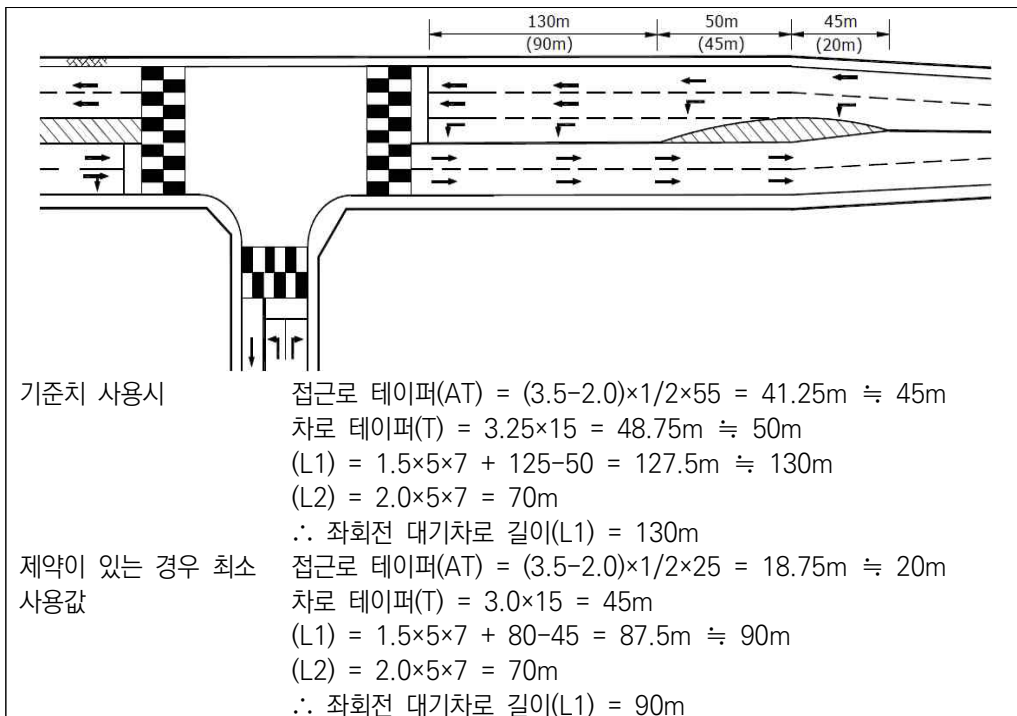 130m 50m 45m
(90m) (45m) (20m)
기준치 사용시 접근로 테이퍼(AT) = (3.5-2.0)×1/2×55 = 41.25m ≒ 45m
차로 테이퍼(T) = 3.25×15 = 48.75m ≒ 50m
(L1) = 1.5×5×7 + 125-50 = 127.5m ≒ 130m
(L2) = 2.0×5×7 = 70m
∴ 좌회전 대기차로 길이(L1) = 130m
제약이 있는 경우 최소 접근로 테이퍼(AT) = (3.5-2.0)×1/2×25 = 18.75m ≒ 20m
사용값 차로 테이퍼(T) = 3.0×15 = 45m
(L1) = 1.5×5×7 + 80-45 = 87.5m ≒ 90m
(L2) = 2.0×5×7 = 70m
∴ 좌회전 대기차로 길이(L1) = 90m